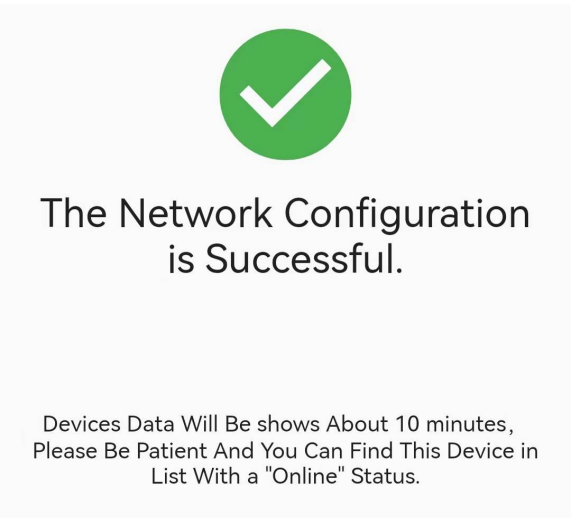 The Network Configuration
is Successful.
Devices Data Will Be shows About 10 minutes,
Please Be Patient And You Can Find This Device in
List With a "Online" Status.